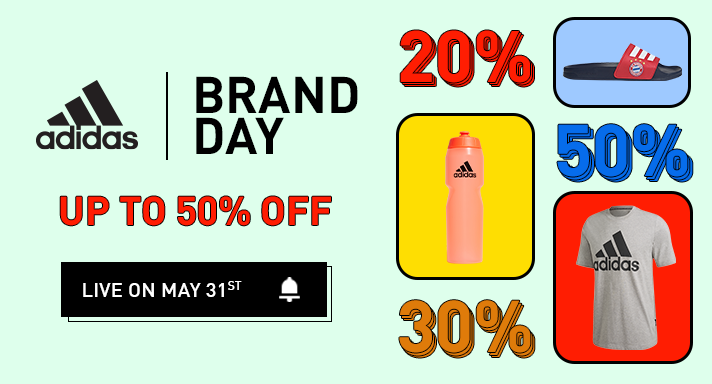 adidas
BRAND
DAY
UP TO 50% OFF
LIVE ON MAY 31ST
20%
50%
adidas
adidas
30%